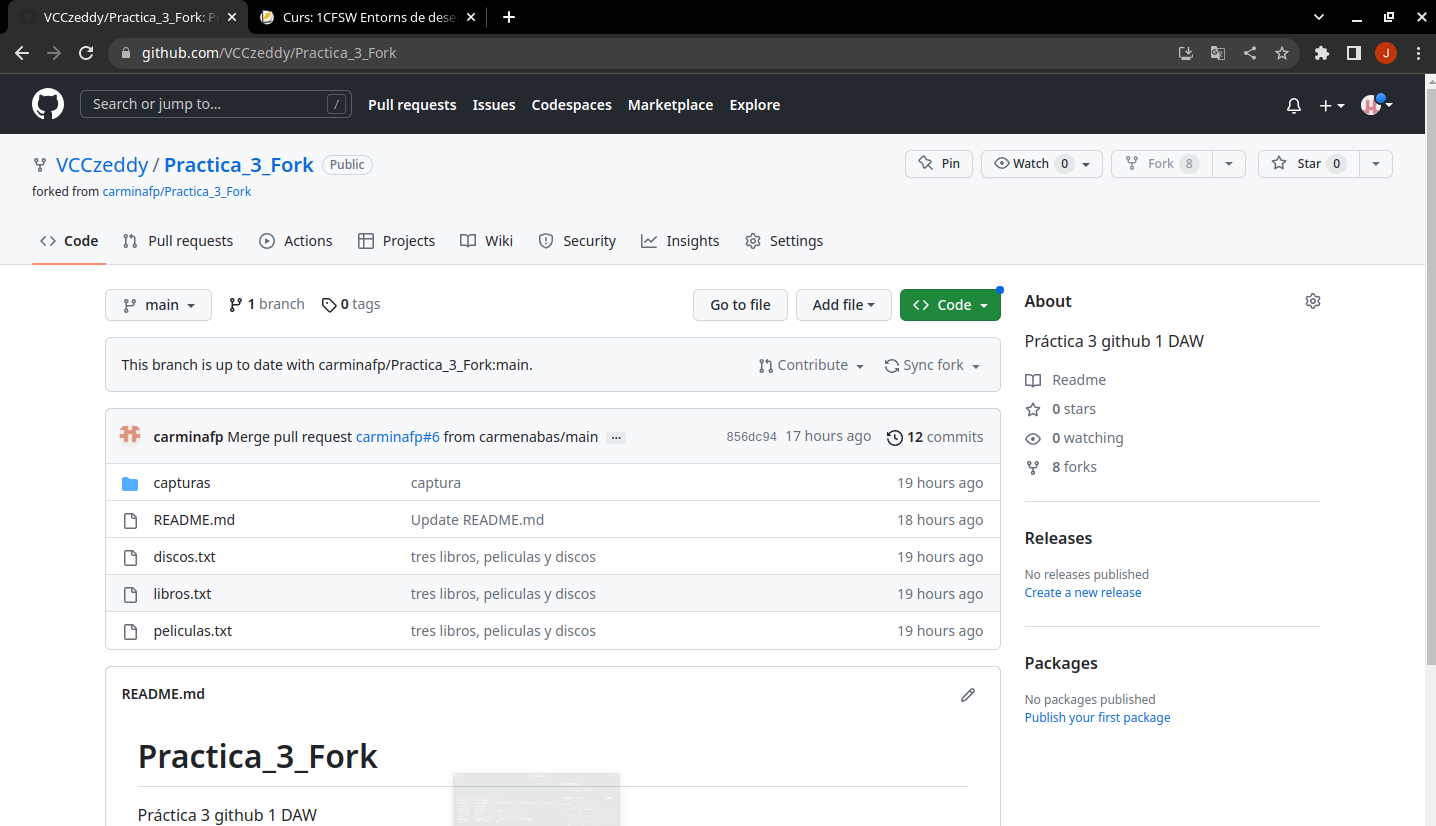 VCCzeddy/Practica_3_Fork: P
Curs: 1CFSW Entorns de dese
github.com/VCCzeddy/Practica_3_Fork
J
Search or jump to...
/
Pull requests
Issues
Codespaces
Marketplace
Explore
VCCzeddy / Practica_3_Fork
Public
Pin
Watch 0
Fork 8
Star 0
forked from carminafp/Practica_3_Fork
Code
Pull requests
Actions
Projects
Wiki
Security
Insights
Settings
main
1 branch
0 tags
Go to file
Add file
Code
This branch is up to date with carminafp/Practica_3_Fork:main.
Contribute
Sync fork
carminafp Merge pull request carminafp#6 from carmenabas/main ...
856dc94 17 hours ago
12 commits
capturas captura 19 hours ago
README.md Update README.md 18 hours ago
discos.txt tres libros, peliculas y discos 19 hours ago
libros.txt tres libros, peliculas y discos 19 hours ago
peliculas.txt tres libros, peliculas y discos 19 hours ago
README.md
Practica_3_Fork
Práctica 3 github 1 DAW
About
Práctica 3 github 1 DAW
Readme
0 stars
0 watching
8 forks
Releases
No releases published
Create a new release
Packages
No packages published
Publish your first package